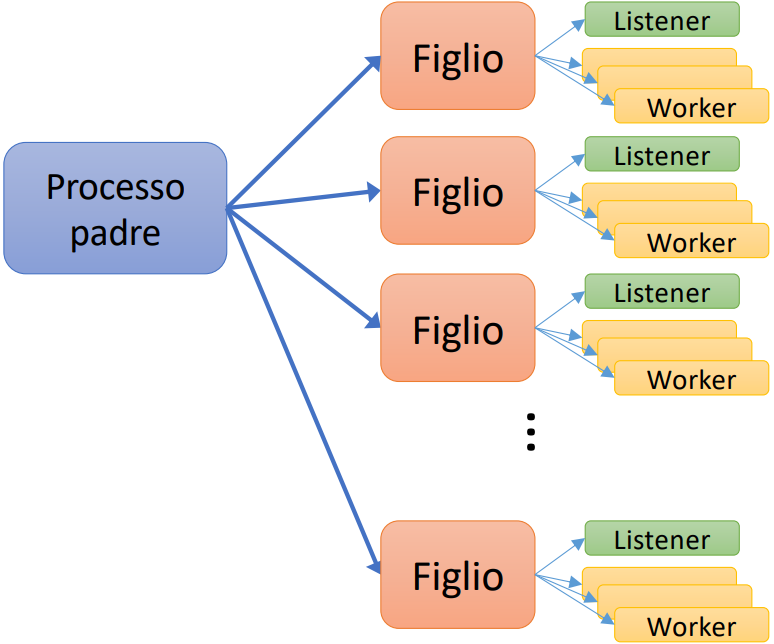 Processo
padre
Figlio
Listener
Worker
Figlio
Listener
Worker
Figlio
Listener
Worker
Figlio
Listener
Worker